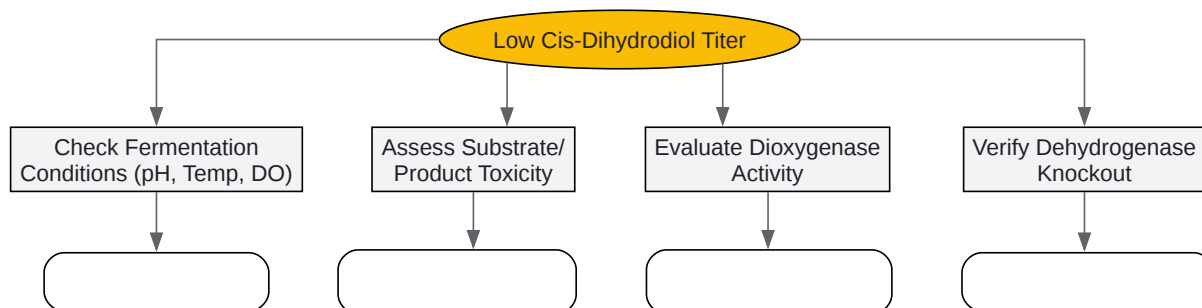 Low Cis-Dihydrodiol Titer
Check Fermentation
Conditions (pH, Temp, DO)
Assess Substrate/
Product Toxicity
Evaluate Dioxygenase
Activity
Verify Dehydrogenase
Knockout